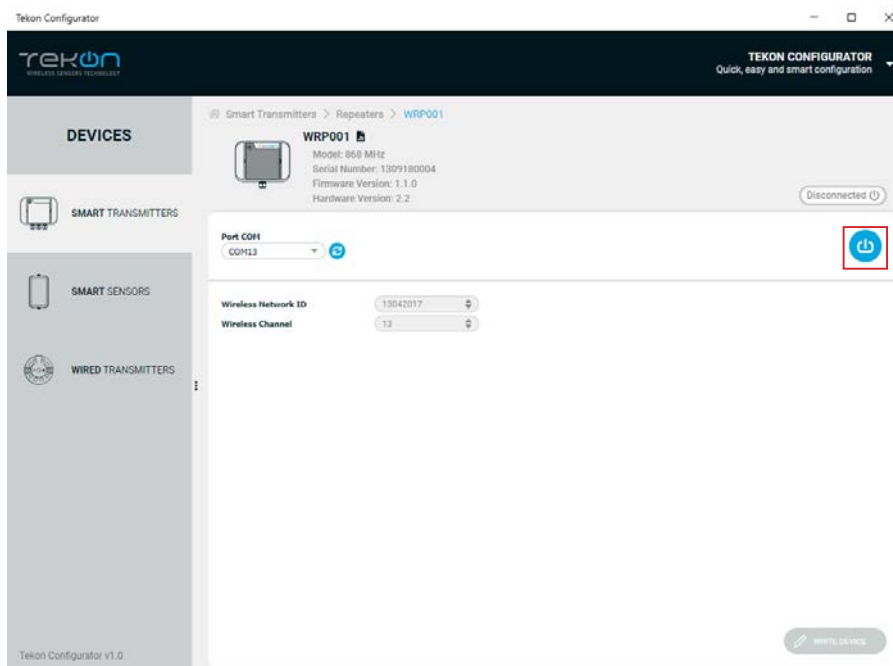 Tekon Configurator
TEKON
WIRELESS SENSORS TECHNOLOGY
TEKON CONFIGURATOR
Quick, easy and smart configuration
DEVICES
SMART TRANSMITTERS
SMART SENSORS
WIRED TRANSMITTERS
Tekon Configurator v1.0
Smart Transmitters > Repeaters > WRP001
WRP001
Model: 868 MHz
Serial Number: 1309180004
Firmware Version: 1.1.0
Hardware Version: 2.2
Disconnected
Port COM
COM13
Wireless Network ID 13042017
Wireless Channel 13
WRITE DEVICE